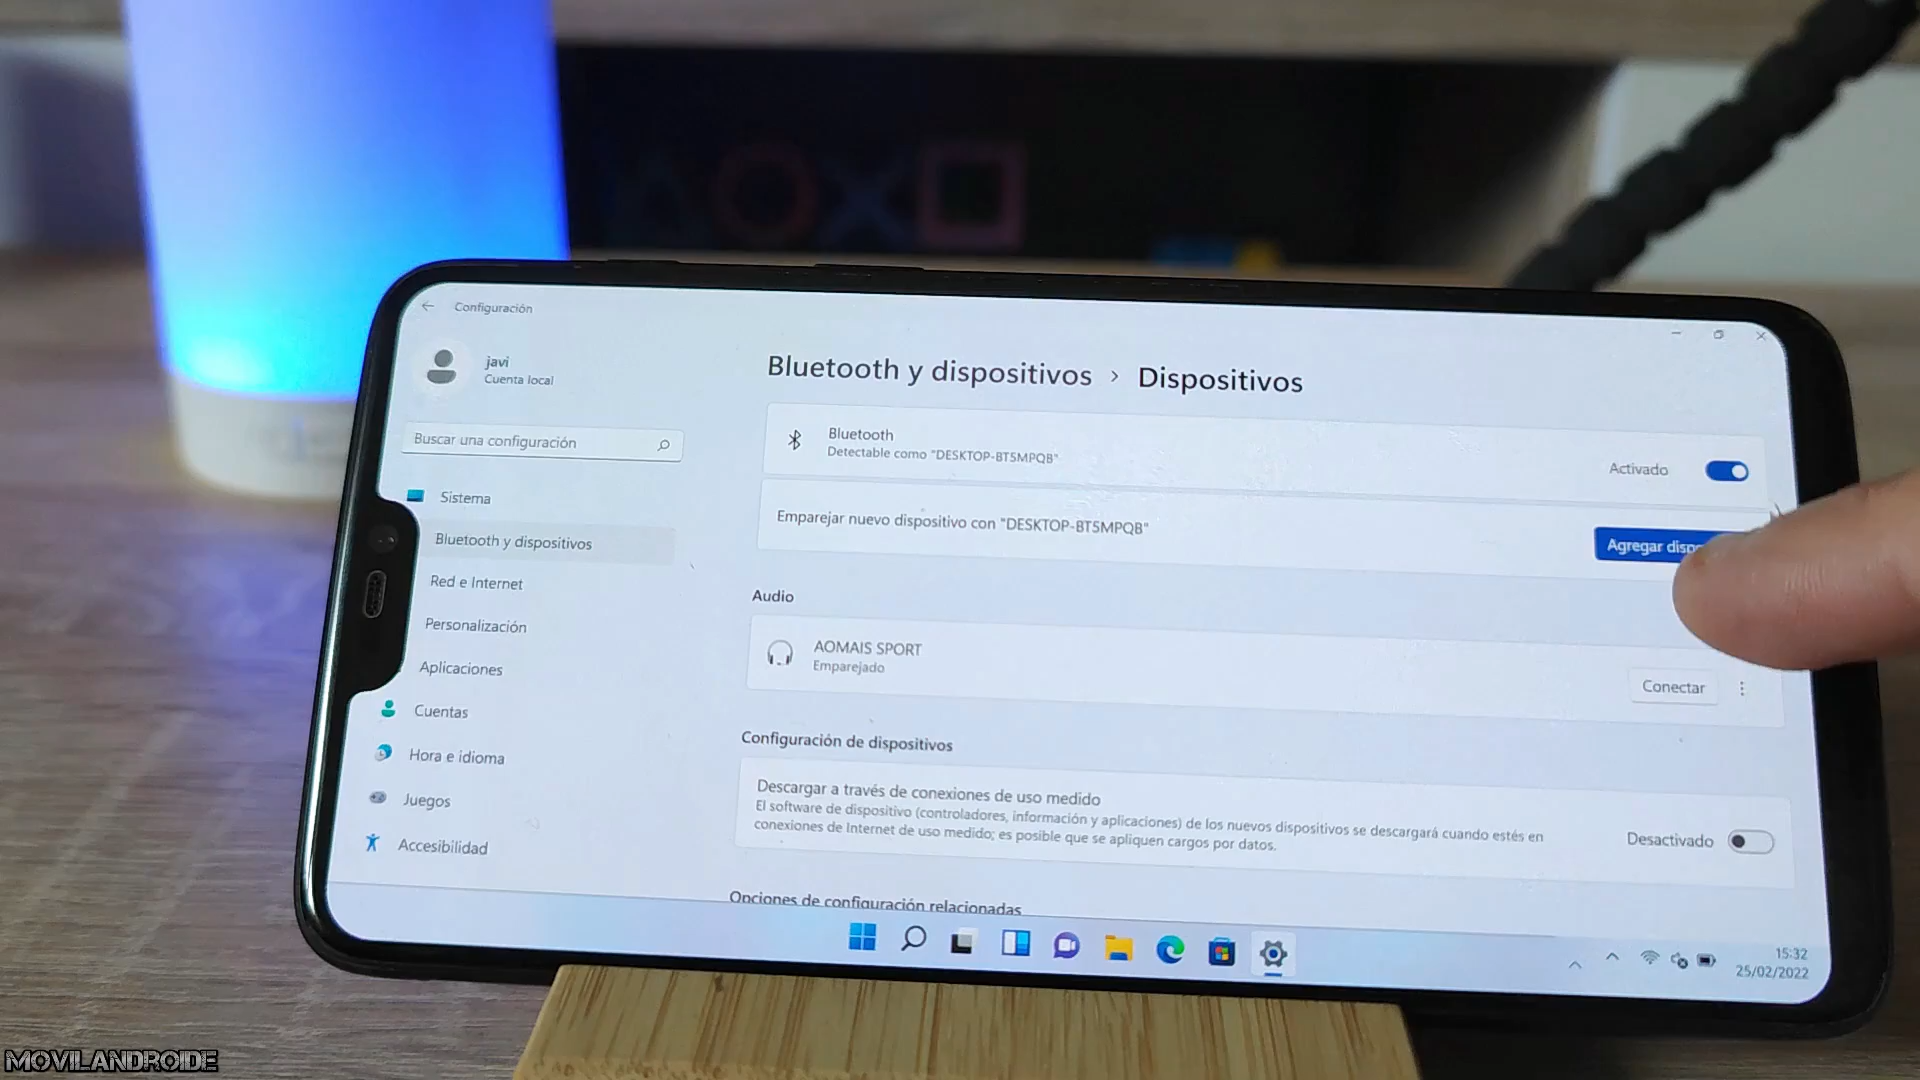 Configuración
javi
Cuenta local
Buscar una configuración
Sistema
Bluetooth y dispositivos
Red e Internet
Personalización
Aplicaciones
Cuentas
Hora e idioma
Juegos
Accesibilidad
Bluetooth y dispositivos › Dispositivos
Bluetooth
Detectable como "DESKTOP-BT5MPQB"
Activado
Emparejar nuevo dispositivo con "DESKTOP-BT5MPQB"
Agregar
Audio
AOMAIS SPORT
Emparejado
Conectar
Configuración de dispositivos
Descargar a través de conexiones de uso medido
El software de dispositivo (controladores, información y aplicaciones) de los nuevos dispositivos se descargará cuando estés en
conexiones de Internet de uso medido; es posible que se apliquen cargos por datos.
Desactivado
Opciones de configuración relacionadas
15:32
25/02/2022
MOVILANDROIDE